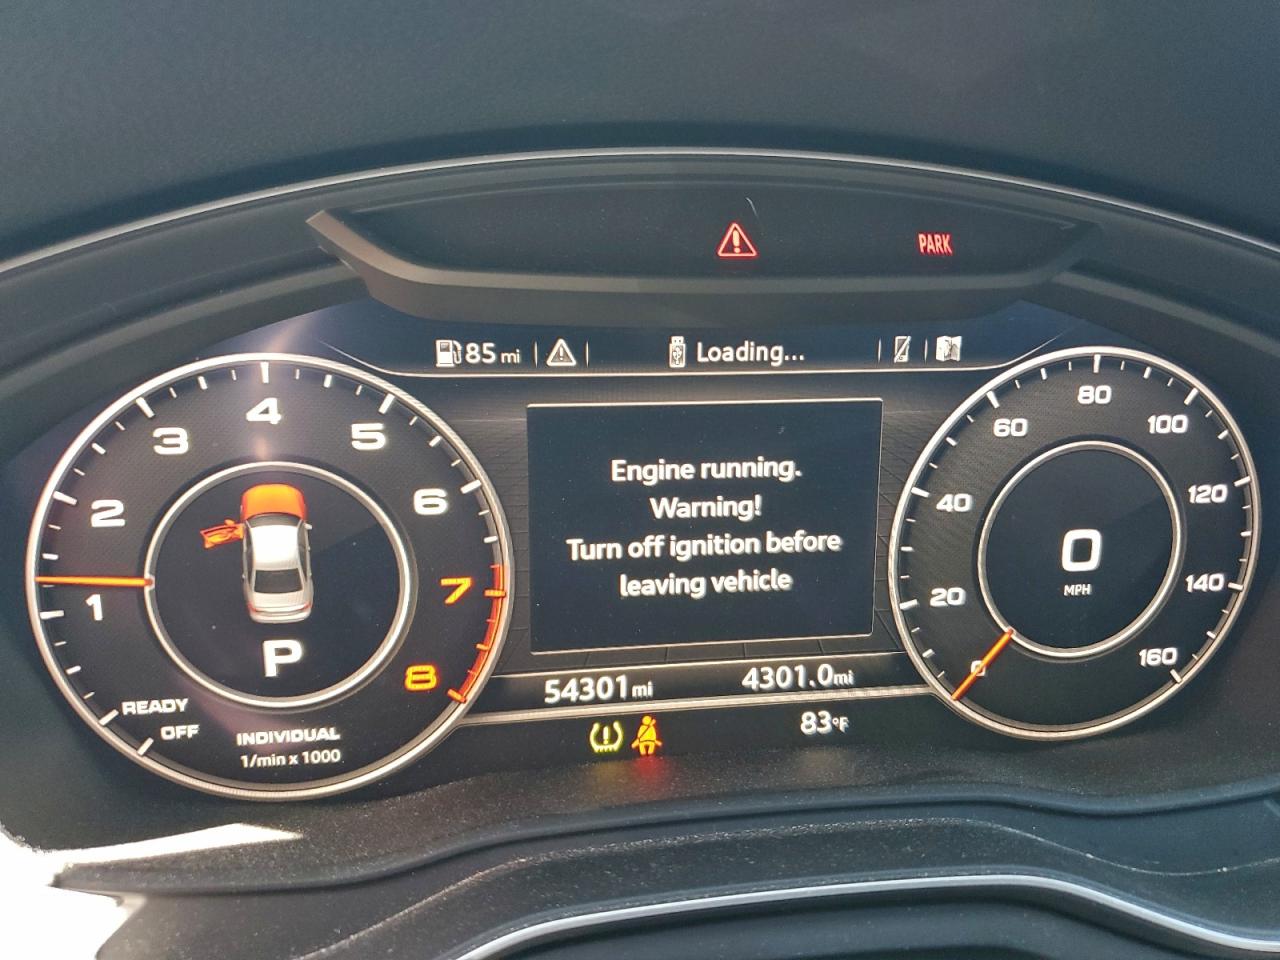 PARK
85 mi
Loading...
Engine running.
Warning!
Turn off ignition before
leaving vehicle
1
2
3
4
5
6
7
8
P
READY
OFF
INDIVIDUAL
1/min x 1000
0
20
40
60
80
100
120
140
160
0
MPH
54301 mi
4301.0 mi
83°F